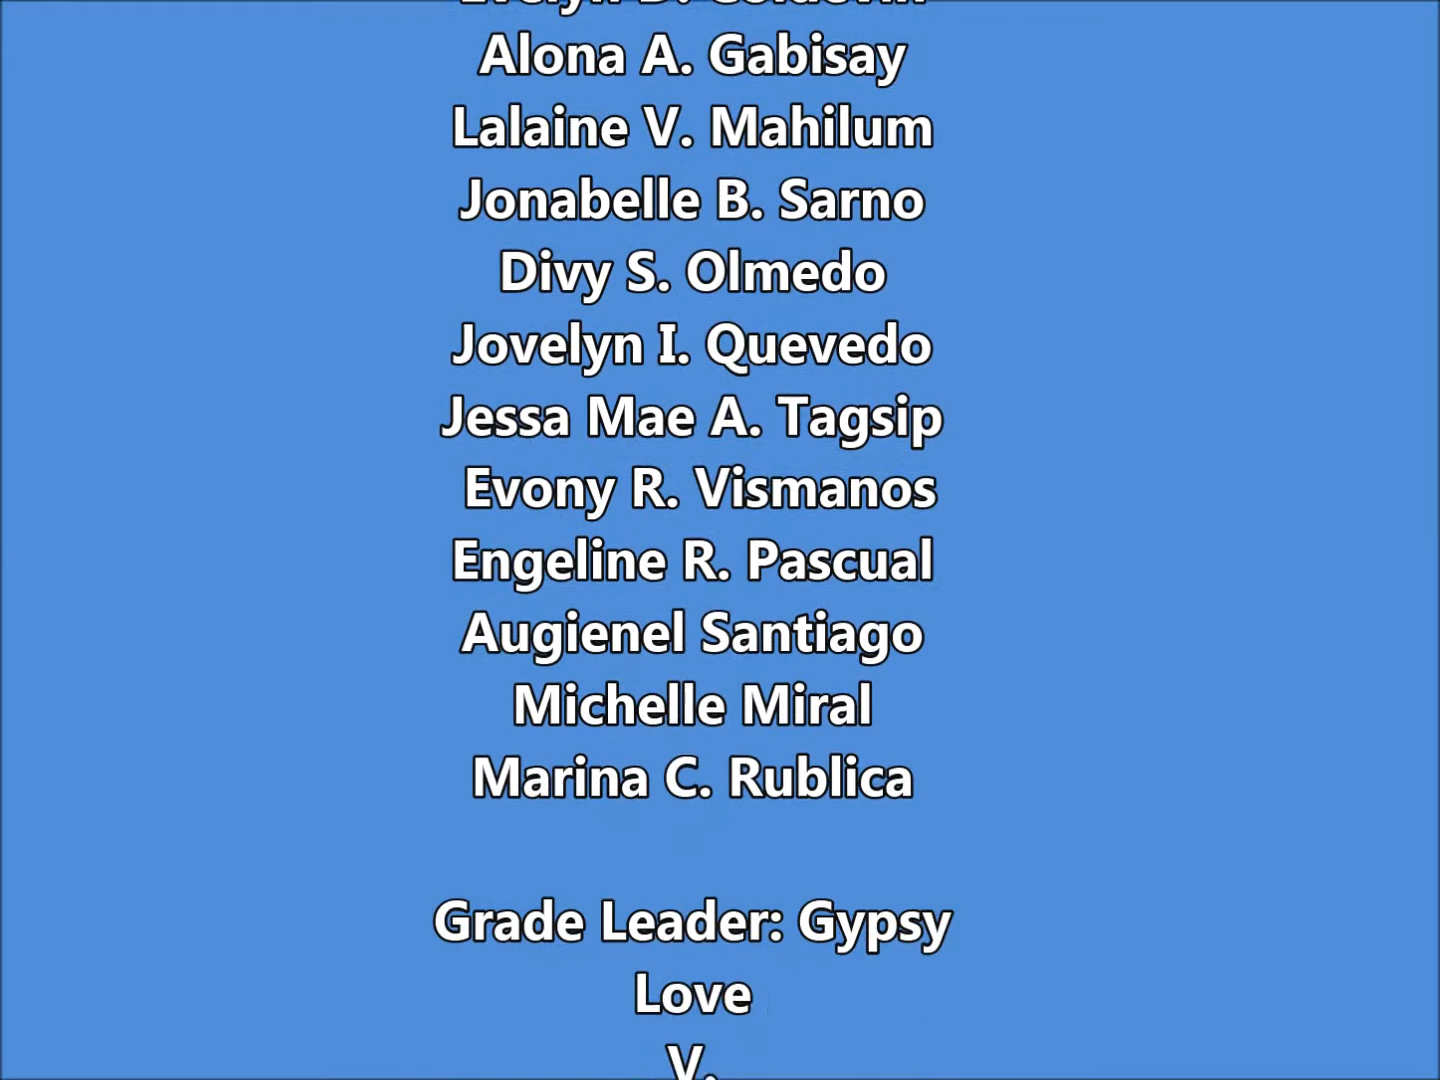 Alona A. Gabisay
Lalaine V. Mahilum
Jonabelle B. Sarno
Divy S. Olmedo
Jovelyn I. Quevedo
Jessa Mae A. Tagsip
Evony R. Vismanos
Engeline R. Pascual
Augienel Santiago
Michelle Miral
Marina C. Rublica
Grade Leader: Gypsy
Love
V.